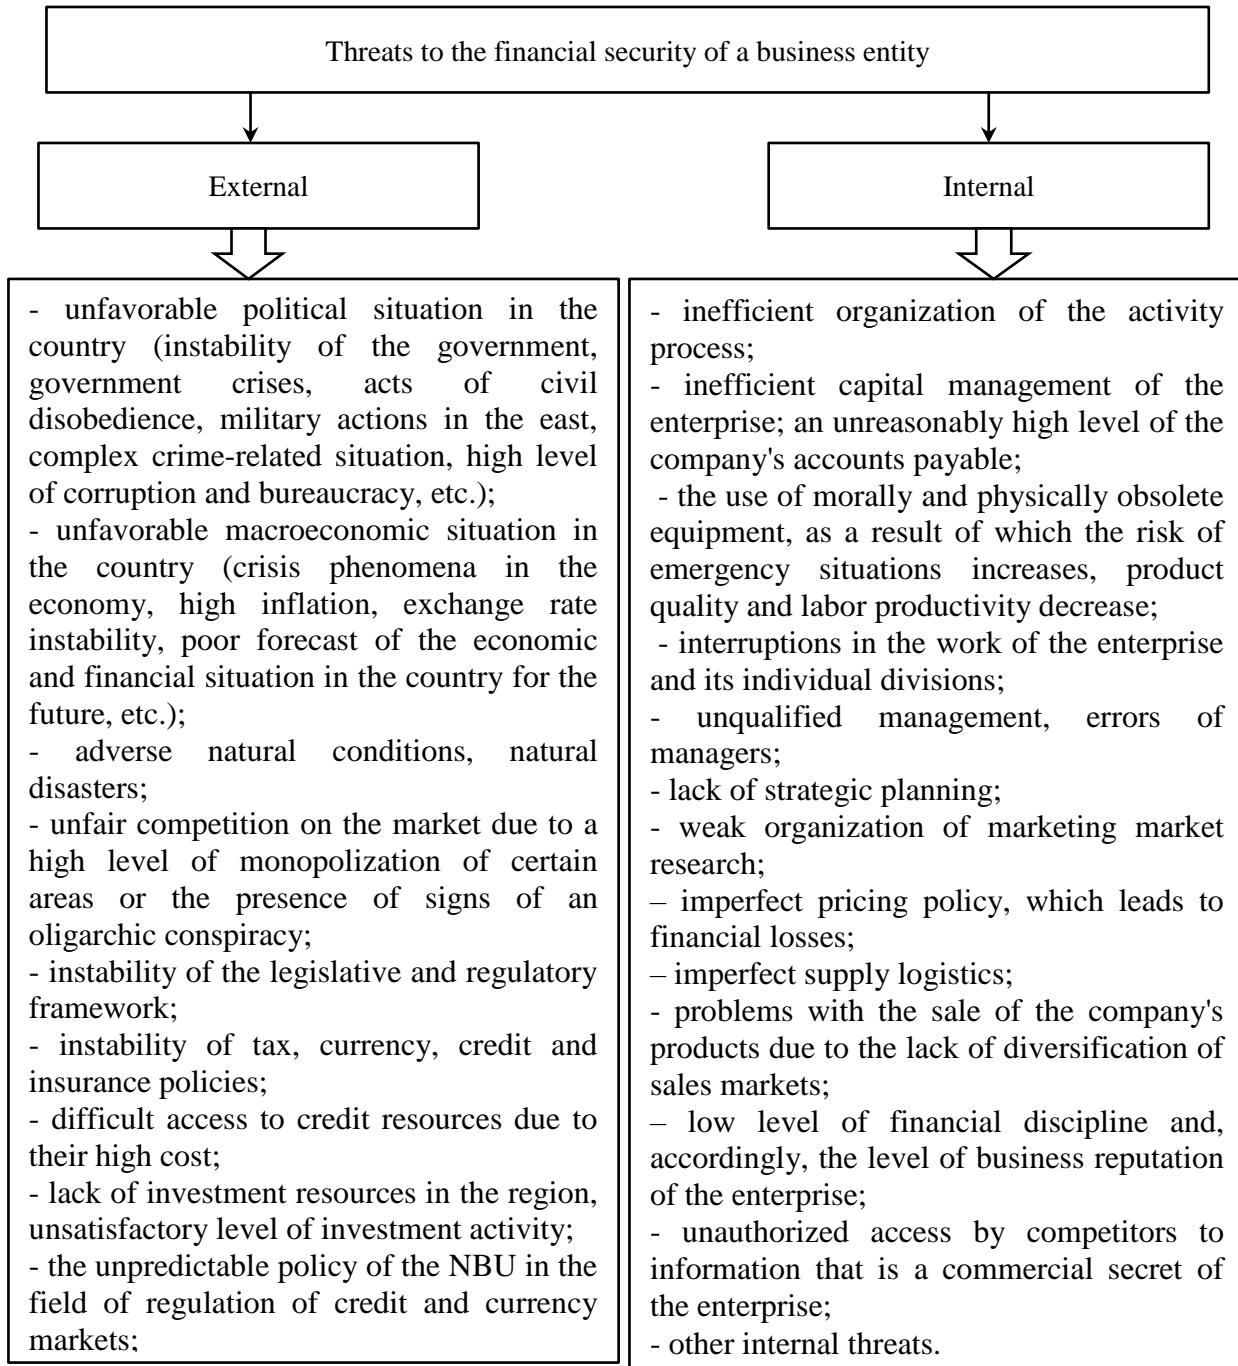 Threats to the financial security of a business entity
External
Internal
- unfavorable political situation in the
country (instability of the government,
government crises, acts of civil
disobedience, military actions in the east,
complex crime-related situation, high level
of corruption and bureaucracy, etc.);
- unfavorable macroeconomic situation in
the country (crisis phenomena in the
economy, high inflation, exchange rate
instability, poor forecast of the economic
and financial situation in the country for the
future, etc.);
- adverse natural conditions, natural
disasters;
- unfair competition on the market due to a
high level of monopolization of certain
areas or the presence of signs of an
oligarchic conspiracy;
- instability of the legislative and regulatory
framework;
- instability of tax, currency, credit and
insurance policies;
- difficult access to credit resources due to
their high cost;
- lack of investment resources in the region,
unsatisfactory level of investment activity;
- the unpredictable policy of the NBU in the
field of regulation of credit and currency
markets;
- inefficient organization of the activity
process;
- inefficient capital management of the
enterprise; an unreasonably high level of the
company's accounts payable;
- the use of morally and physically obsolete
equipment, as a result of which the risk of
emergency situations increases, product
quality and labor productivity decrease;
- interruptions in the work of the enterprise
and its individual divisions;
- unqualified management, errors of
managers;
- lack of strategic planning;
- weak organization of marketing market
research;
– imperfect pricing policy, which leads to
financial losses;
– imperfect supply logistics;
- problems with the sale of the company's
products due to the lack of diversification of
sales markets;
– low level of financial discipline and,
accordingly, the level of business reputation
of the enterprise;
- unauthorized access by competitors to
information that is a commercial secret of
the enterprise;
- other internal threats.